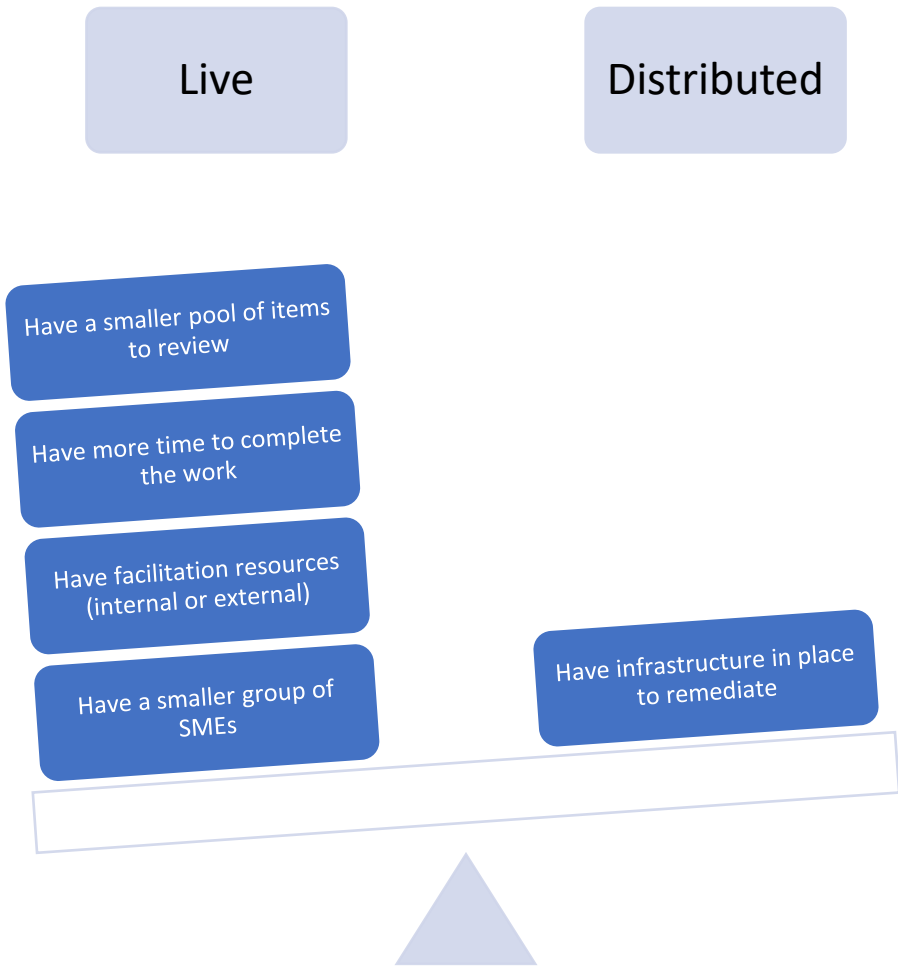 Live
Distributed
Have a smaller pool of items
to review
Have more time to complete
the work
Have facilitation resources
(internal or external)
Have a smaller group of
SMEs
Have infrastructure in place
to remediate